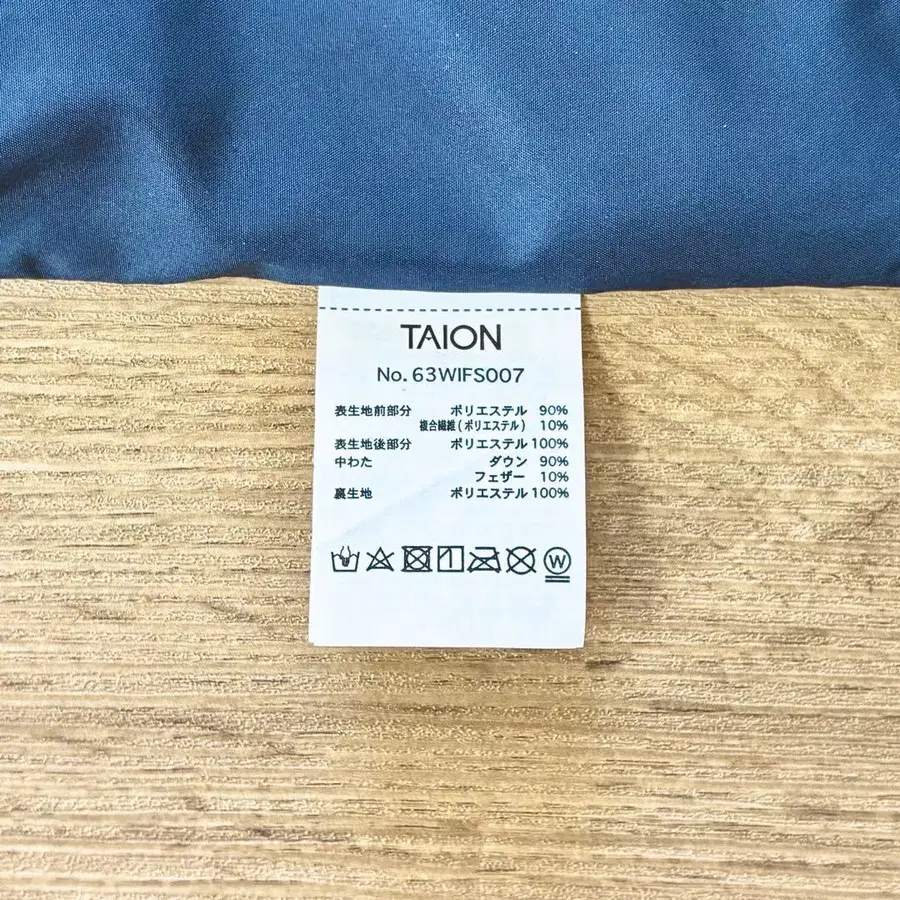 TAION
No. 63WIFS007
表生地前部分 ポリエステル 90%
複合繊維(ポリエステル) 10%
表生地後部分 ポリエステル 100%
中わた ダウン 90%
フェザー 10%
裏生地 ポリエステル 100%
W